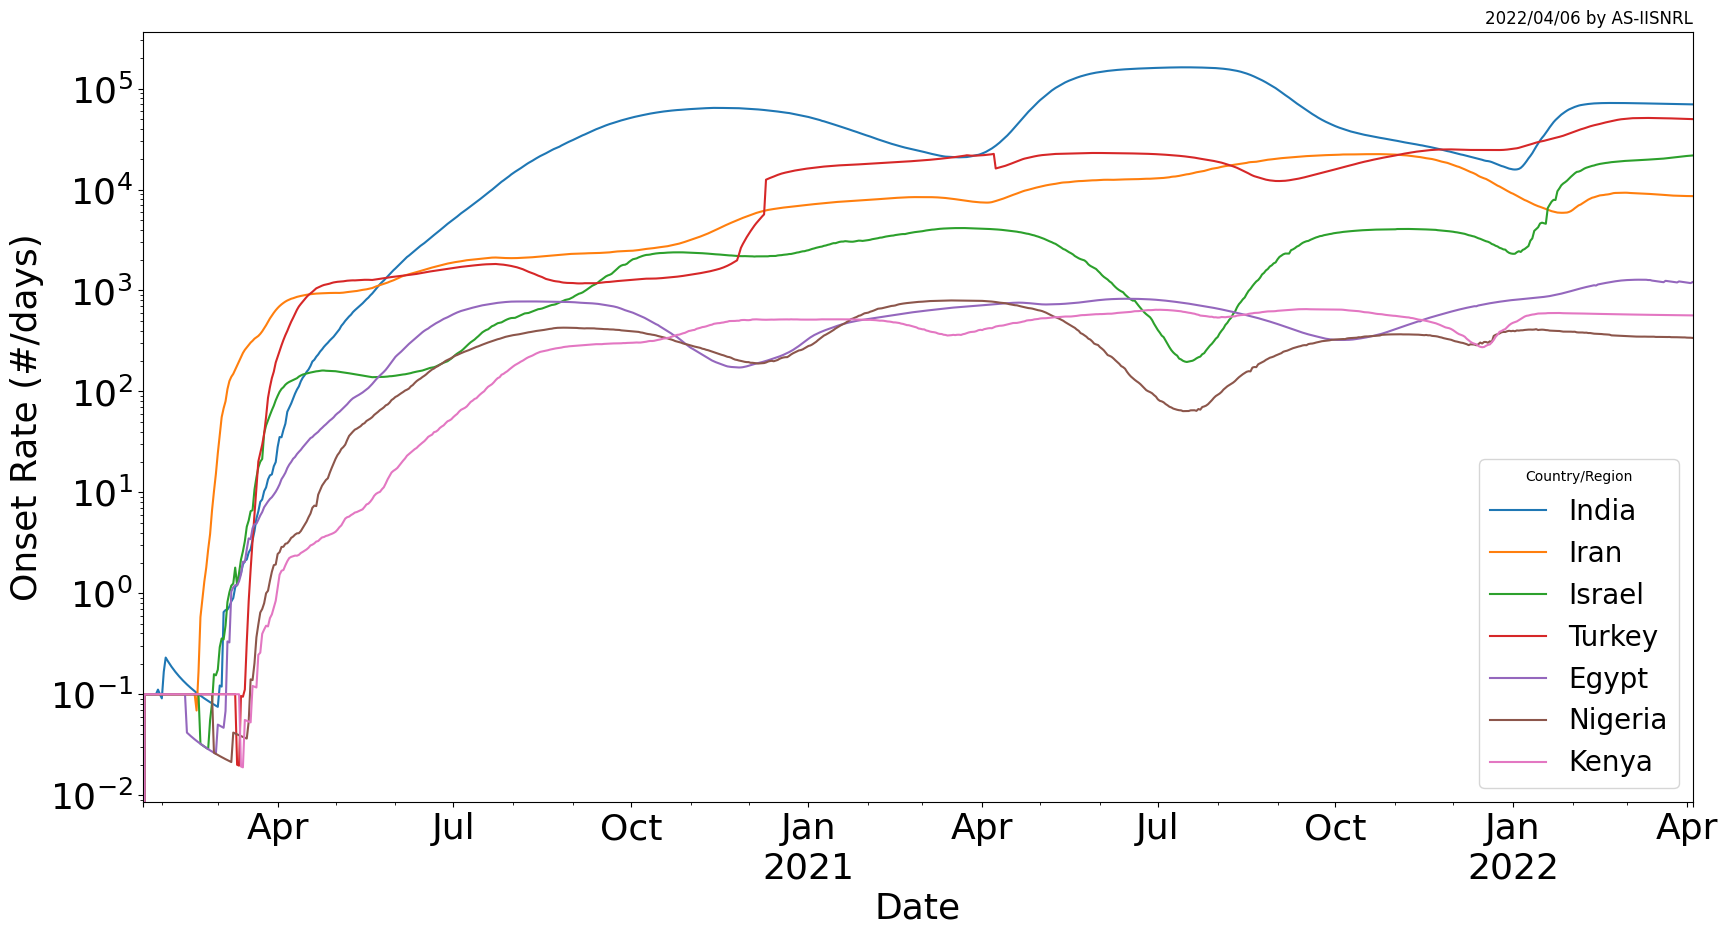 2022/04/06 by AS-IISNRL
Onset Rate (#/days)
10^5
10^4
10^3
10^2
10^1
10^0
10^−1
10^−2
Country/Region
India
Iran
Israel
Turkey
Egypt
Nigeria
Kenya
Apr Jul Oct Jan Apr Jul Oct Jan Apr
2021 2022
Date